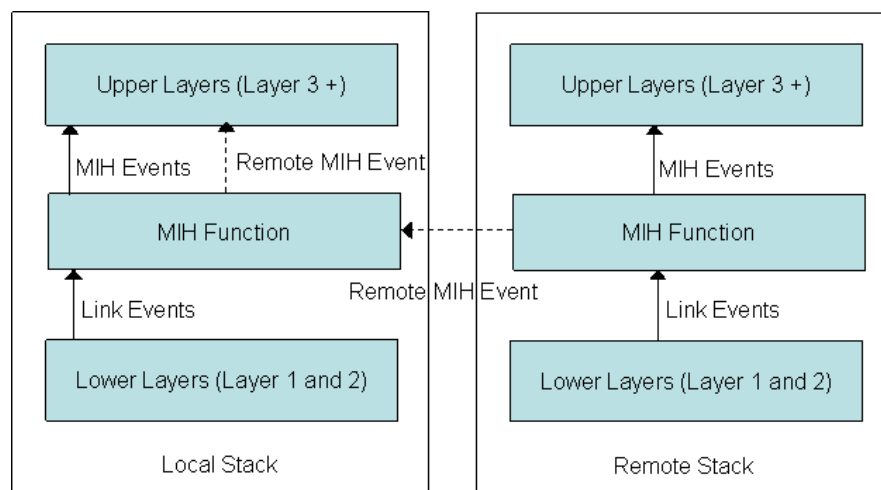 Upper Layers (Layer 3 +)
MIH Events
Remote MIH Event
MIH Function
Link Events
Lower Layers (Layer 1 and 2)
Local Stack
Remote MIH Event
Upper Layers (Layer 3 +)
MIH Events
MIH Function
Link Events
Lower Layers (Layer 1 and 2)
Remote Stack